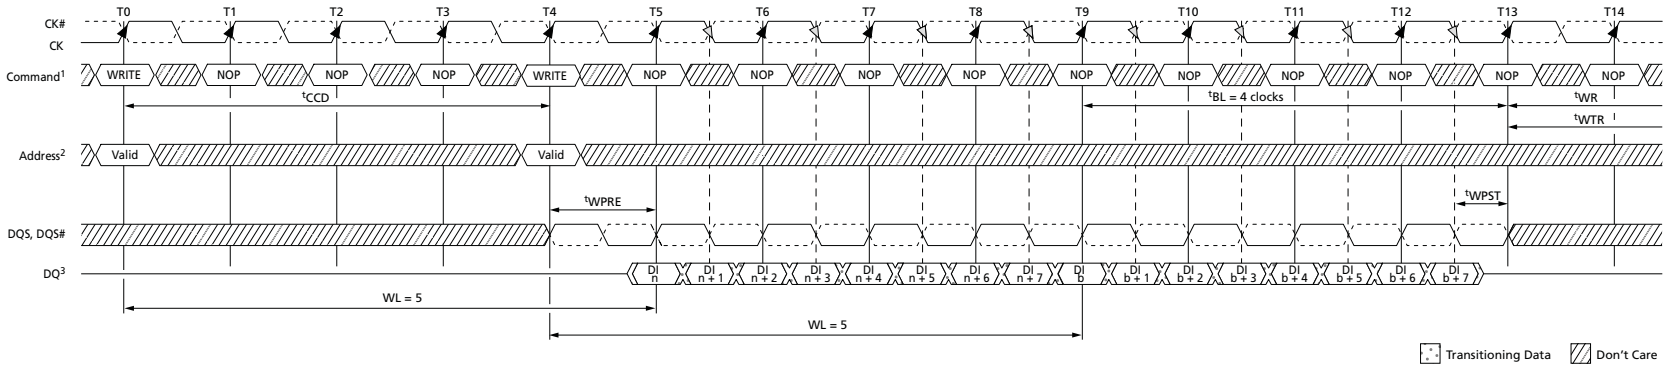 T0 T1 T2 T3 T4 T5 T6 T7 T8 T9 T10 T11 T12 T13 T14
CK#
CK
Command1 WRITE NOP NOP NOP WRITE NOP NOP NOP NOP NOP NOP NOP NOP NOP NOP
tCCD tBL = 4 clocks tWR
tWTR
Address2 Valid Valid
tWPRE tWPST
DQS, DQS#
DQ3 DI n DI n + 1 DI n + 2 DI n + 3 DI n + 4 DI n + 5 DI n + 6 DI n + 7 DI b DI b + 1 DI b + 2 DI b + 3 DI b + 4 DI b + 5 DI b + 6 DI b + 7
WL = 5
WL = 5
Transitioning Data Don't Care